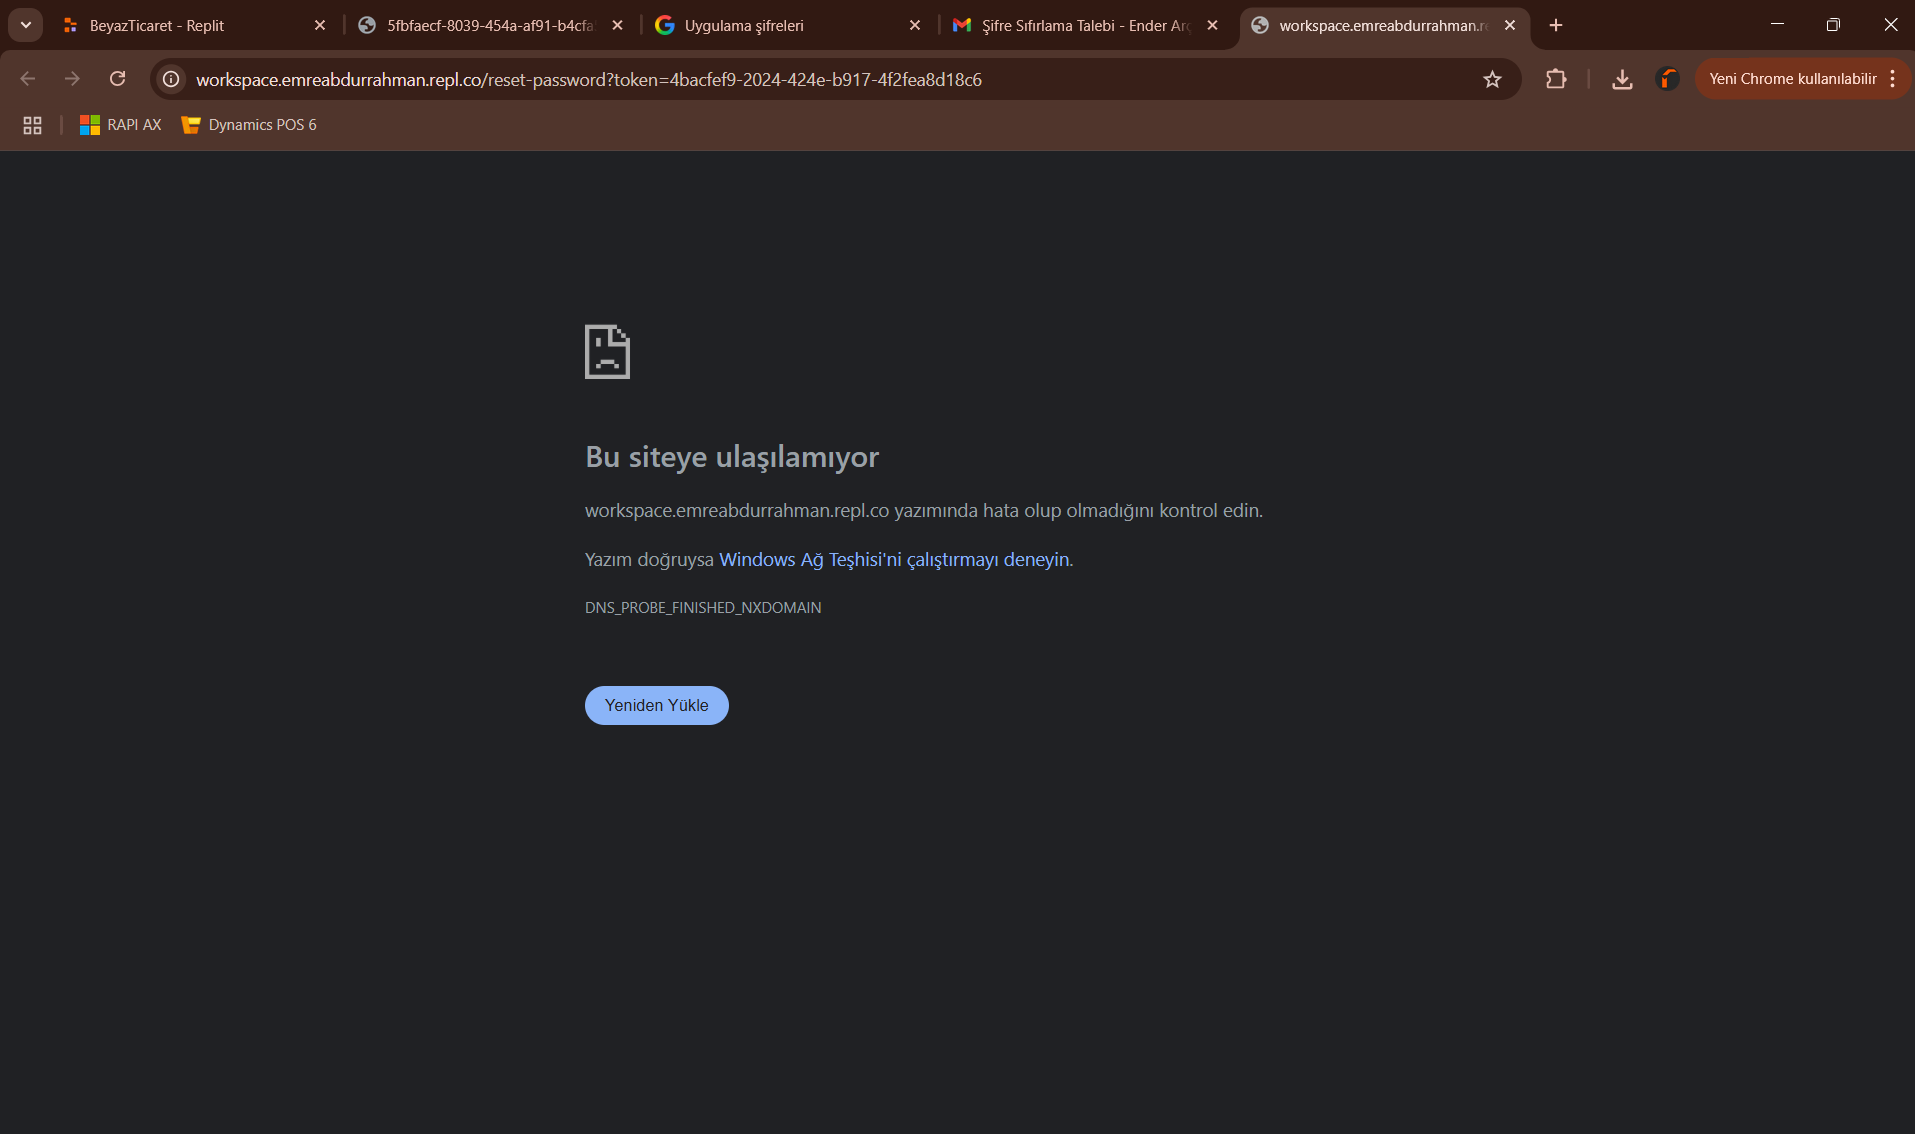 BeyazTicaret - Replit
5fbfaecf-8039-454a-af91-b4cfa
Uygulama şifreleri
Şifre Sıfırlama Talebi - Ender Arç
workspace.emreabdurrahman.re
workspace.emreabdurrahman.repl.co/reset-password?token=4bacfef9-2024-424e-b917-4f2fea8d18c6
Yeni Chrome kullanılabilir
RAPI AX
Dynamics POS 6
Bu siteye ulaşılamıyor
workspace.emreabdurrahman.repl.co yazımında hata olup olmadığını kontrol edin.
Yazım doğruysa Windows Ağ Teşhisi'ni çalıştırmayı deneyin.
DNS_PROBE_FINISHED_NXDOMAIN
Yeniden Yükle